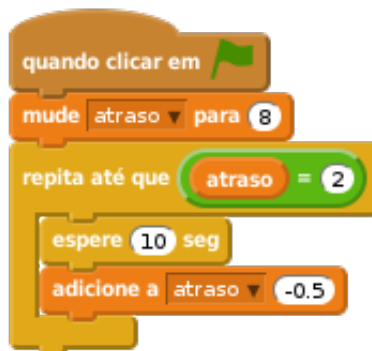 quando clicar em
mude atraso para 8
repita até que atraso = 2
espere 10 seg
adicione a atraso -0.5